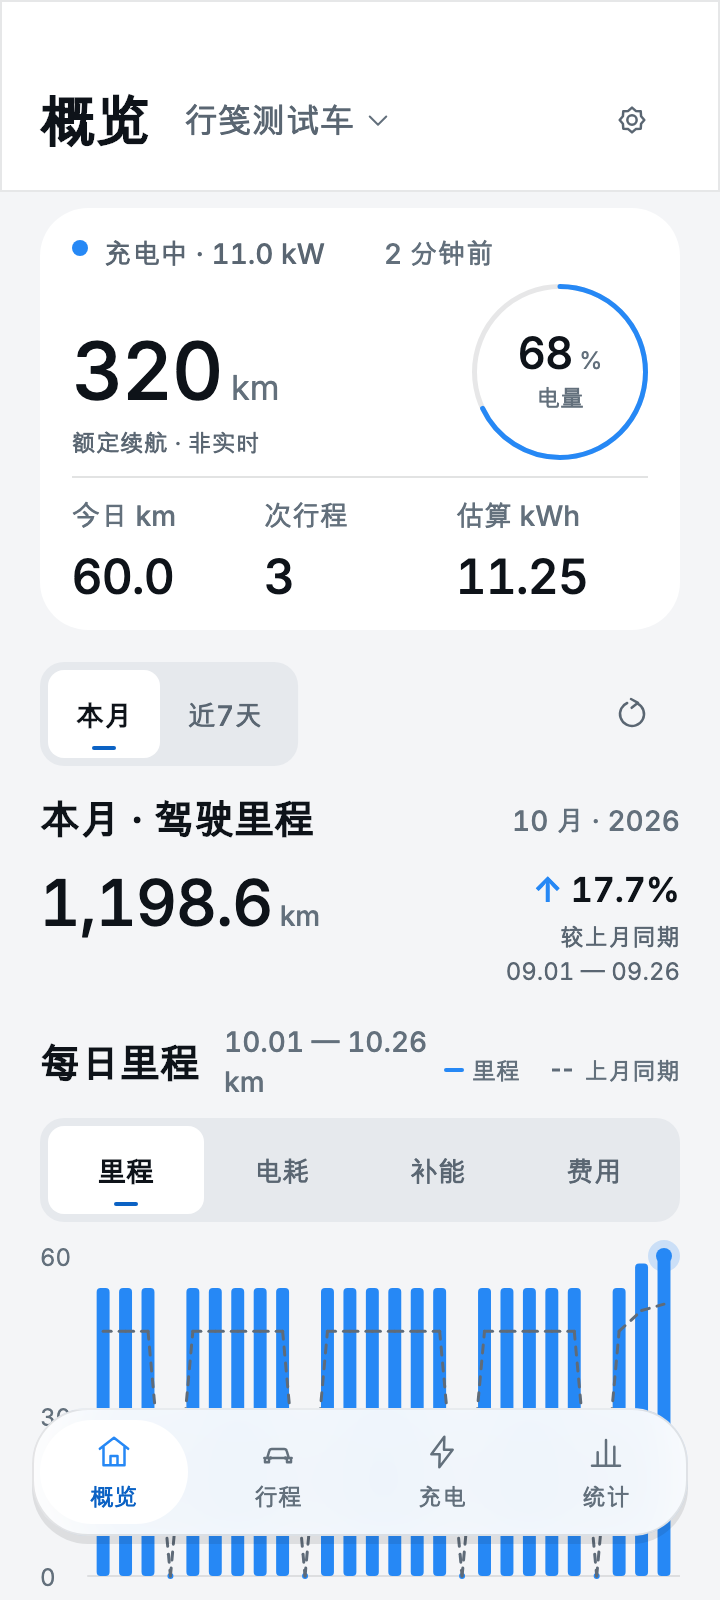 概览 行笺测试车
充电中 · 11.0 kW 2 分钟前
320 km
68 %
电量
额定续航 · 非实时
今日 km 次行程 估算 kWh
60.0 3 11.25
本月 近7天
本月 · 驾驶里程 10 月 · 2026
1,198.6 km ↑ 17.7%
较上月同期
09.01 — 09.26
每日里程 10.01 — 10.26 km
里程 -- 上月同期
里程 电耗 补能 费用
60
30
概览 行程 充电 统计
0